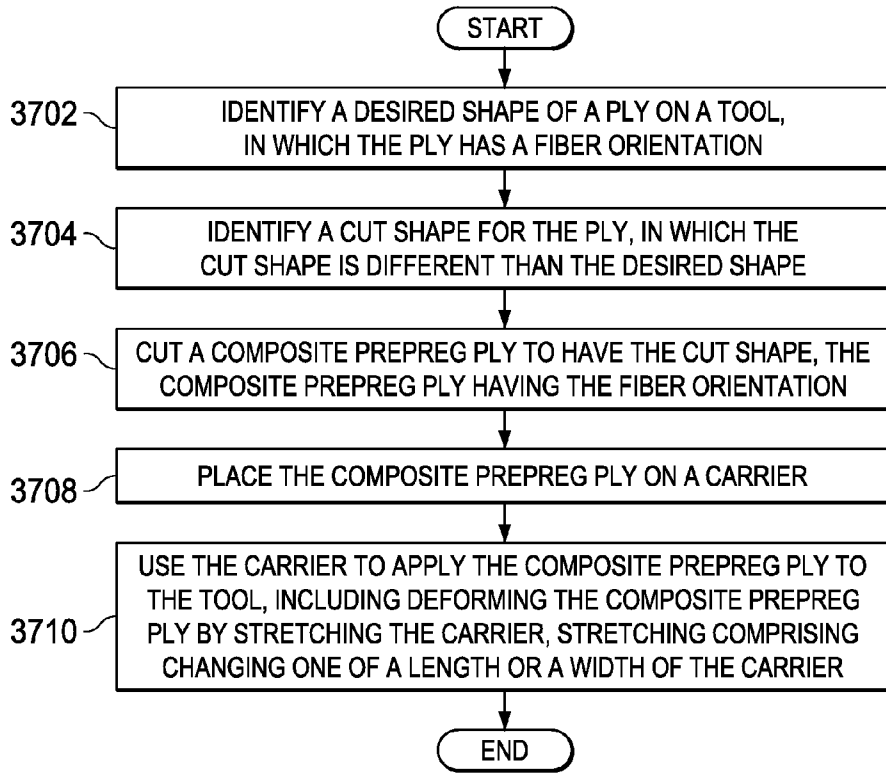 START
3702
IDENTIFY A DESIRED SHAPE OF A PLY ON A TOOL,
IN WHICH THE PLY HAS A FIBER ORIENTATION
3704
IDENTIFY A CUT SHAPE FOR THE PLY, IN WHICH THE
CUT SHAPE IS DIFFERENT THAN THE DESIRED SHAPE
3706
CUT A COMPOSITE PREPREG PLY TO HAVE THE CUT SHAPE, THE
COMPOSITE PREPREG PLY HAVING THE FIBER ORIENTATION
3708
PLACE THE COMPOSITE PREPREG PLY ON A CARRIER
3710
USE THE CARRIER TO APPLY THE COMPOSITE PREPREG PLY TO
THE TOOL, INCLUDING DEFORMING THE COMPOSITE PREPREG
PLY BY STRETCHING THE CARRIER, STRETCHING COMPRISING
CHANGING ONE OF A LENGTH OR A WIDTH OF THE CARRIER
END